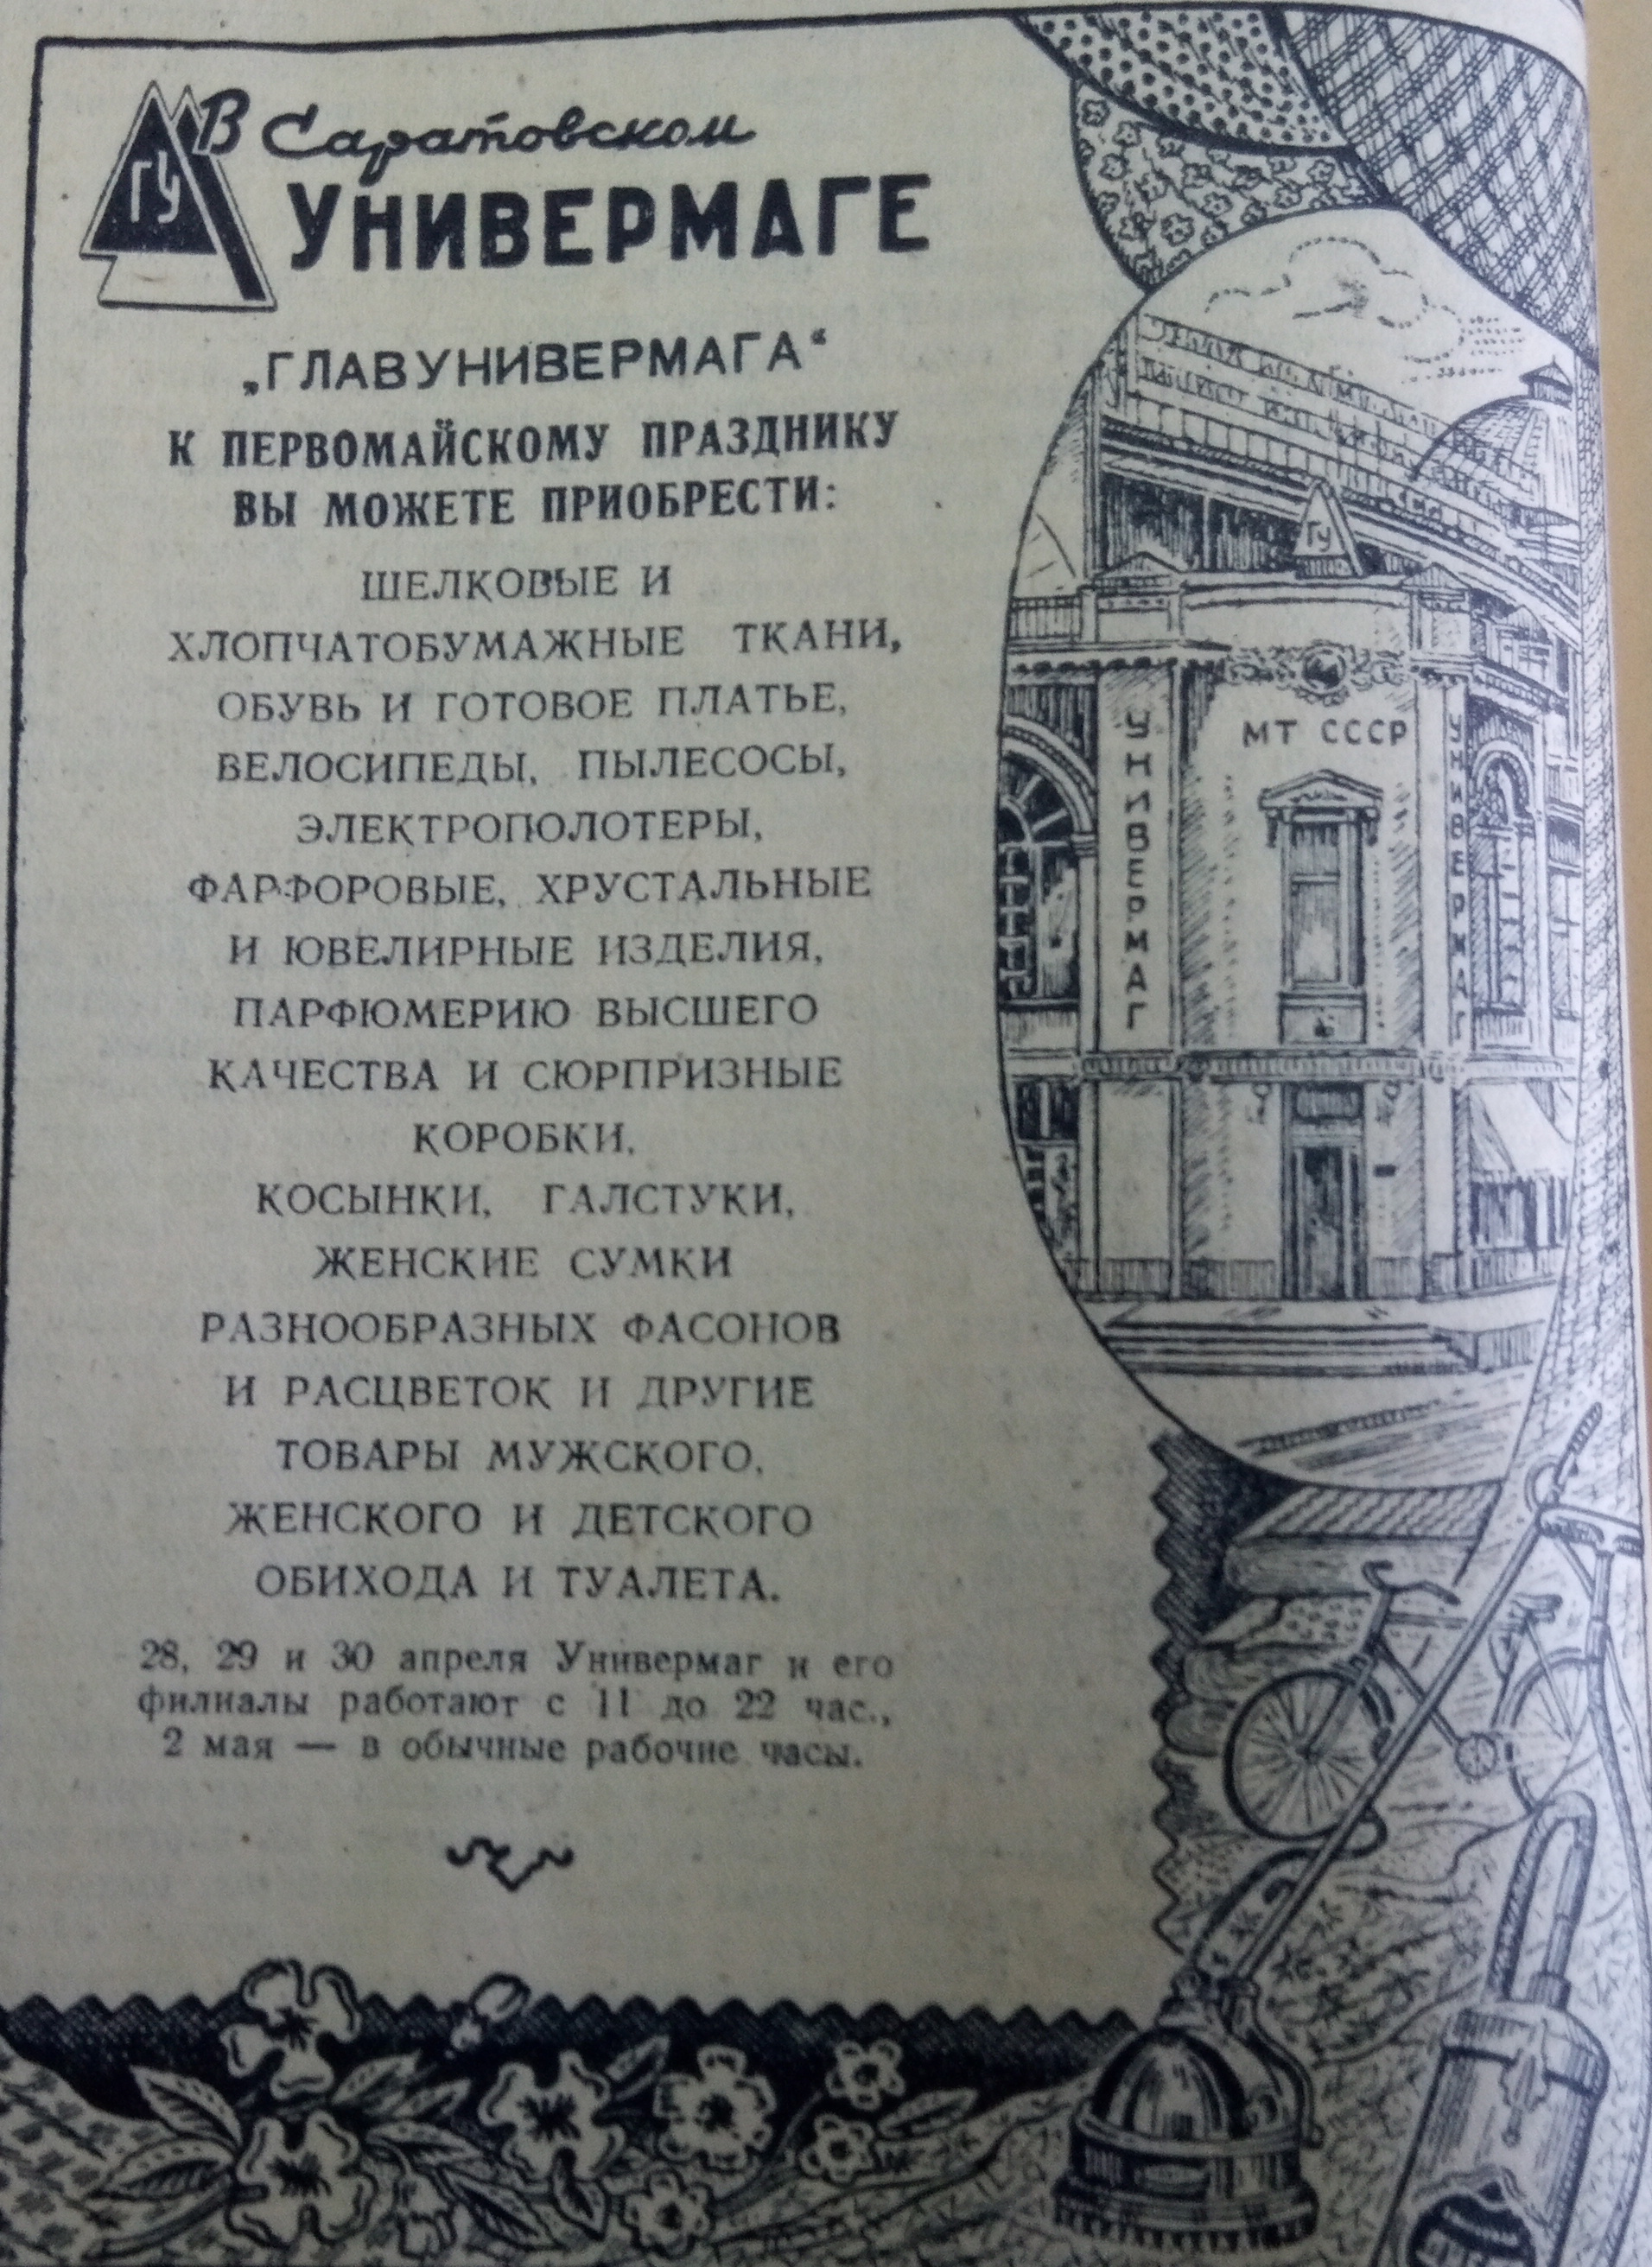 ГУ
В Саратовском
УНИВЕРМАГЕ
„ГЛАВУНИВЕРМАГА“
К ПЕРВОМАЙСКОМУ ПРАЗДНИКУ
ВЫ МОЖЕТЕ ПРИОБРЕСТИ:
ШЕЛКОВЫЕ И
ХЛОПЧАТОБУМАЖНЫЕ ТКАНИ,
ОБУВЬ И ГОТОВОЕ ПЛАТЬЕ,
ВЕЛОСИПЕДЫ, ПЫЛЕСОСЫ,
ЭЛЕКТРОПОЛОТЕРЫ,
ФАРФОРОВЫЕ, ХРУСТАЛЬНЫЕ
И ЮВЕЛИРНЫЕ ИЗДЕЛИЯ,
ПАРФЮМЕРИЮ ВЫСШЕГО
КАЧЕСТВА И СЮРПРИЗНЫЕ
КОРОБКИ,
КОСЫНКИ, ГАЛСТУКИ,
ЖЕНСКИЕ СУМКИ
РАЗНООБРАЗНЫХ ФАСОНОВ
И РАСЦВЕТОК И ДРУГИЕ
ТОВАРЫ МУЖСКОГО,
ЖЕНСКОГО И ДЕТСКОГО
ОБИХОДА И ТУАЛЕТА.
28, 29 и 30 апреля Универмаг и его
филиалы работают с 11 до 22 час.,
2 мая — в обычные рабочие часы.
ГУ
МТ СССР
УНИВЕРМАГ
УНИВЕРМАГ